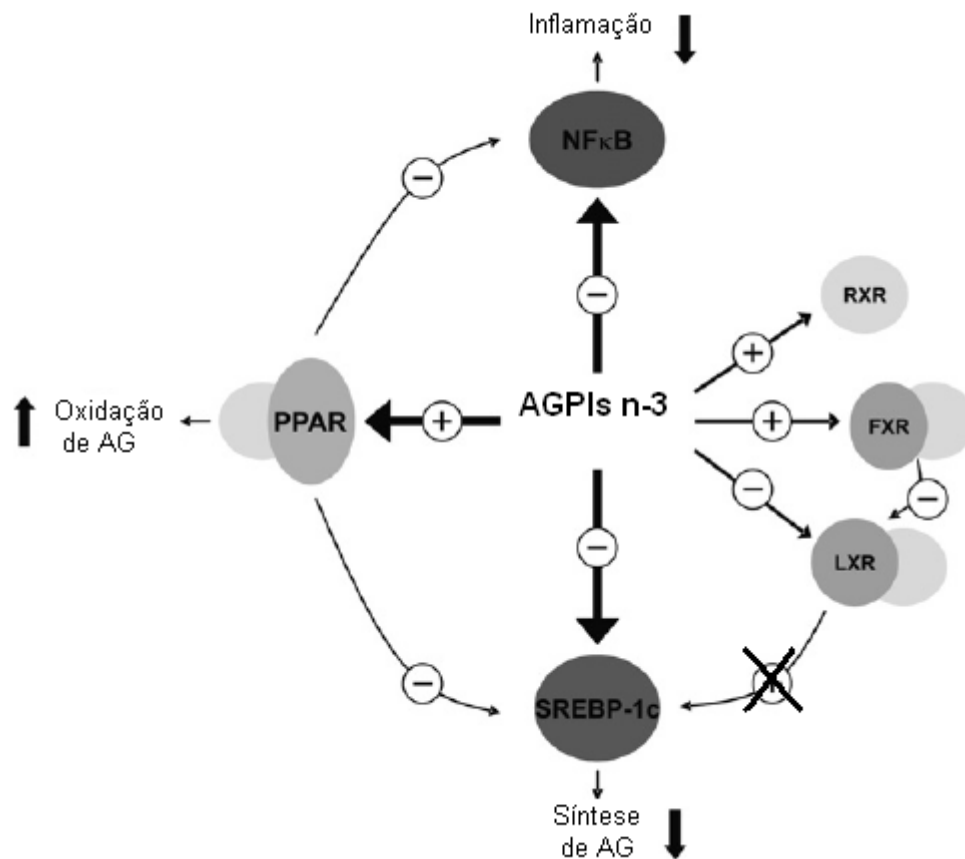 Inflamação
NFκB
−
−
RXR
+
AGPIs n-3
Oxidação
de AG
PPAR
+
+
FXR
−
−
LXR
−
−
+
SREBP-1c
Síntese
de AG